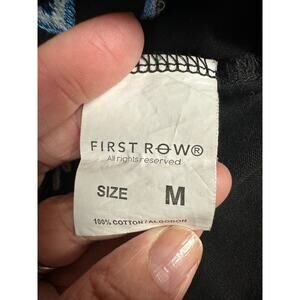 FIRST ROW®
All rights reserved
SIZE M
100% COTTON / ALGODON